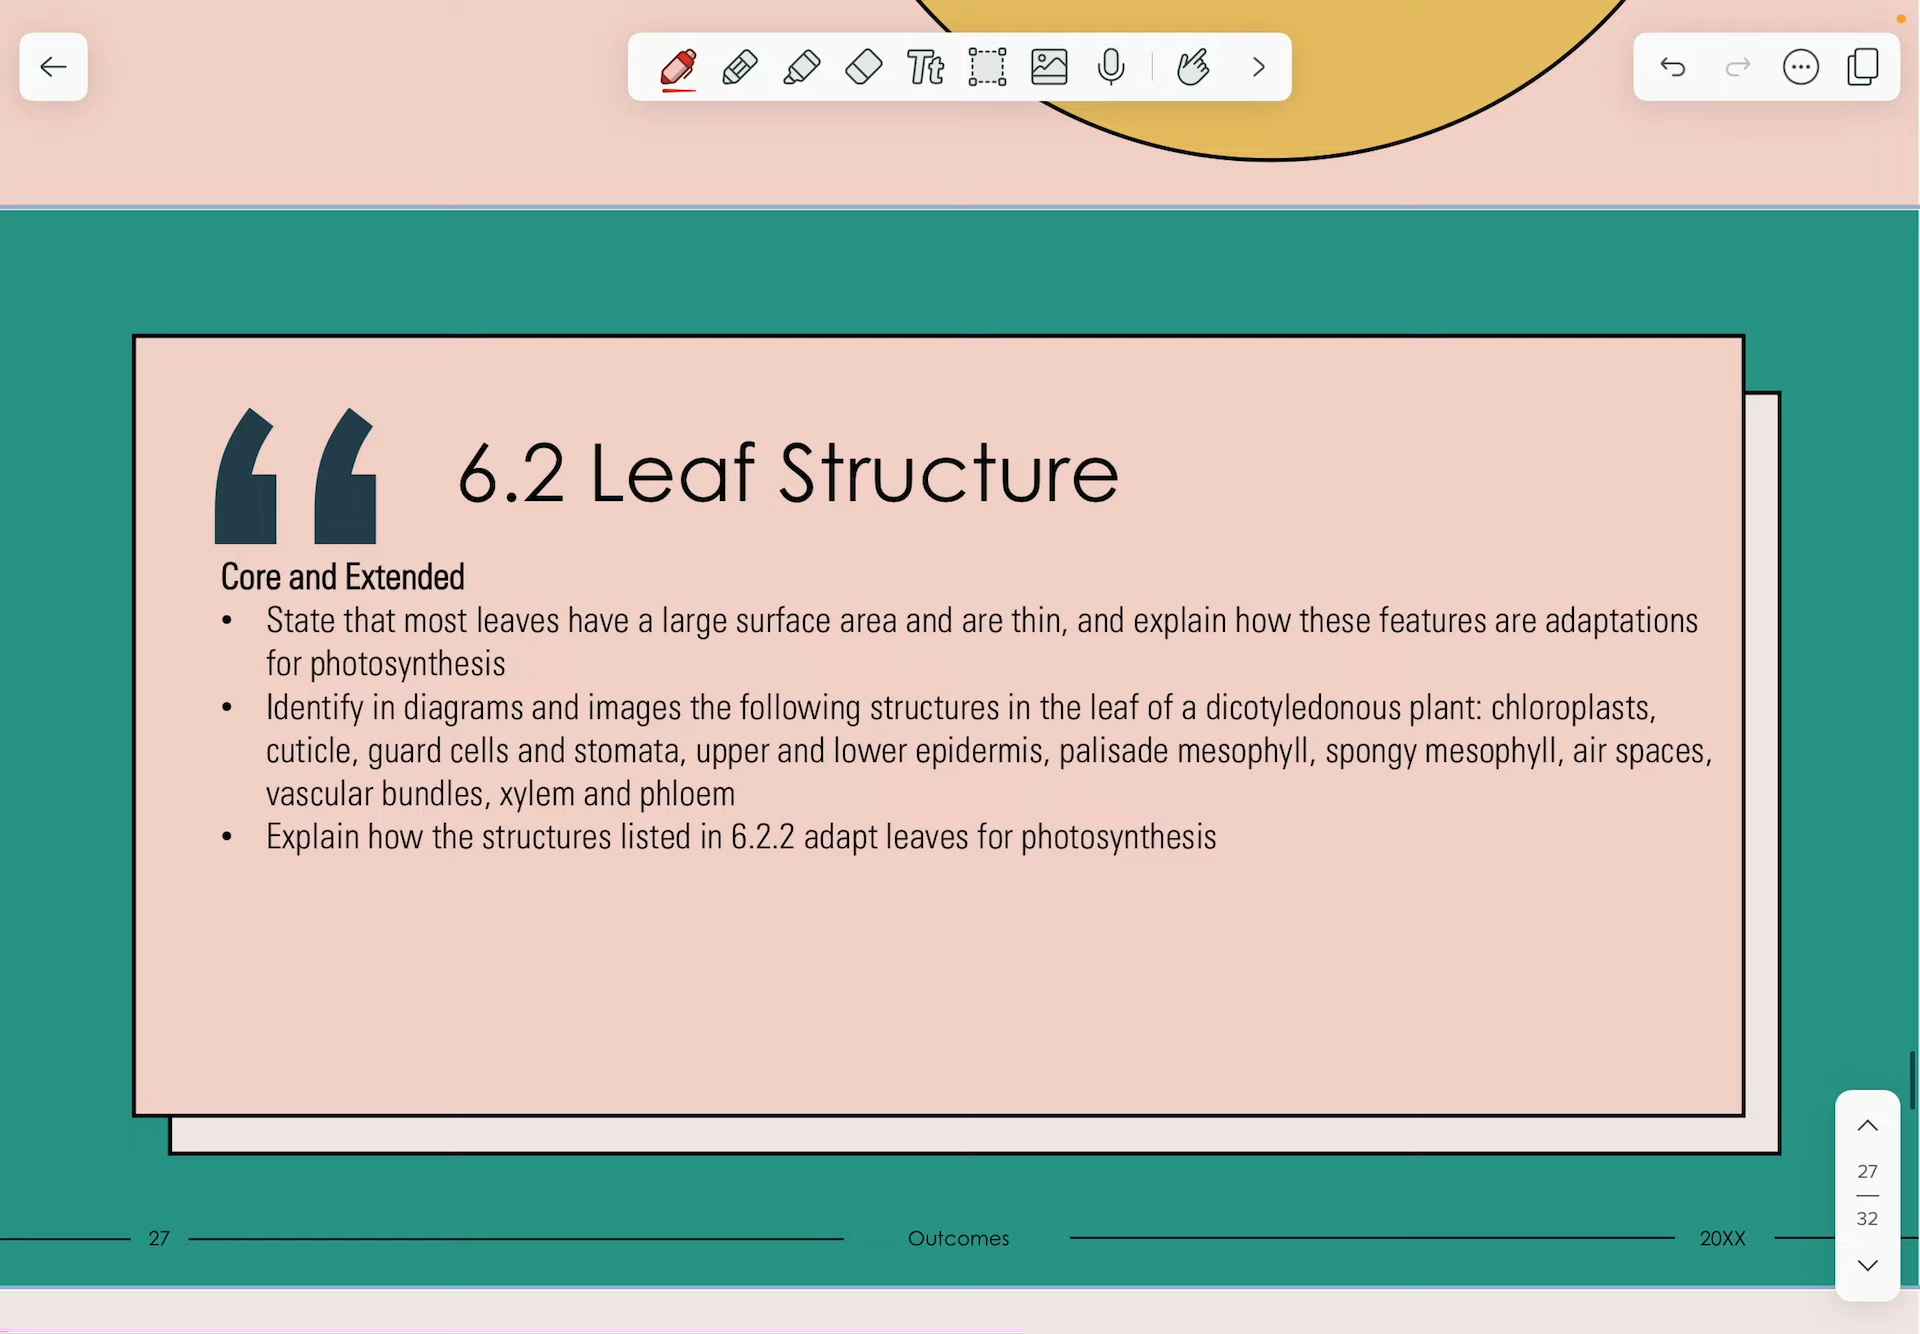 Tt
6.2 Leaf Structure
Core and Extended
• State that most leaves have a large surface area and are thin, and explain how these features are adaptations
for photosynthesis
• Identify in diagrams and images the following structures in the leaf of a dicotyledonous plant: chloroplasts,
cuticle, guard cells and stomata, upper and lower epidermis, palisade mesophyll, spongy mesophyll, air spaces,
vascular bundles, xylem and phloem
• Explain how the structures listed in 6.2.2 adapt leaves for photosynthesis
27
32
27 Outcomes 20XX